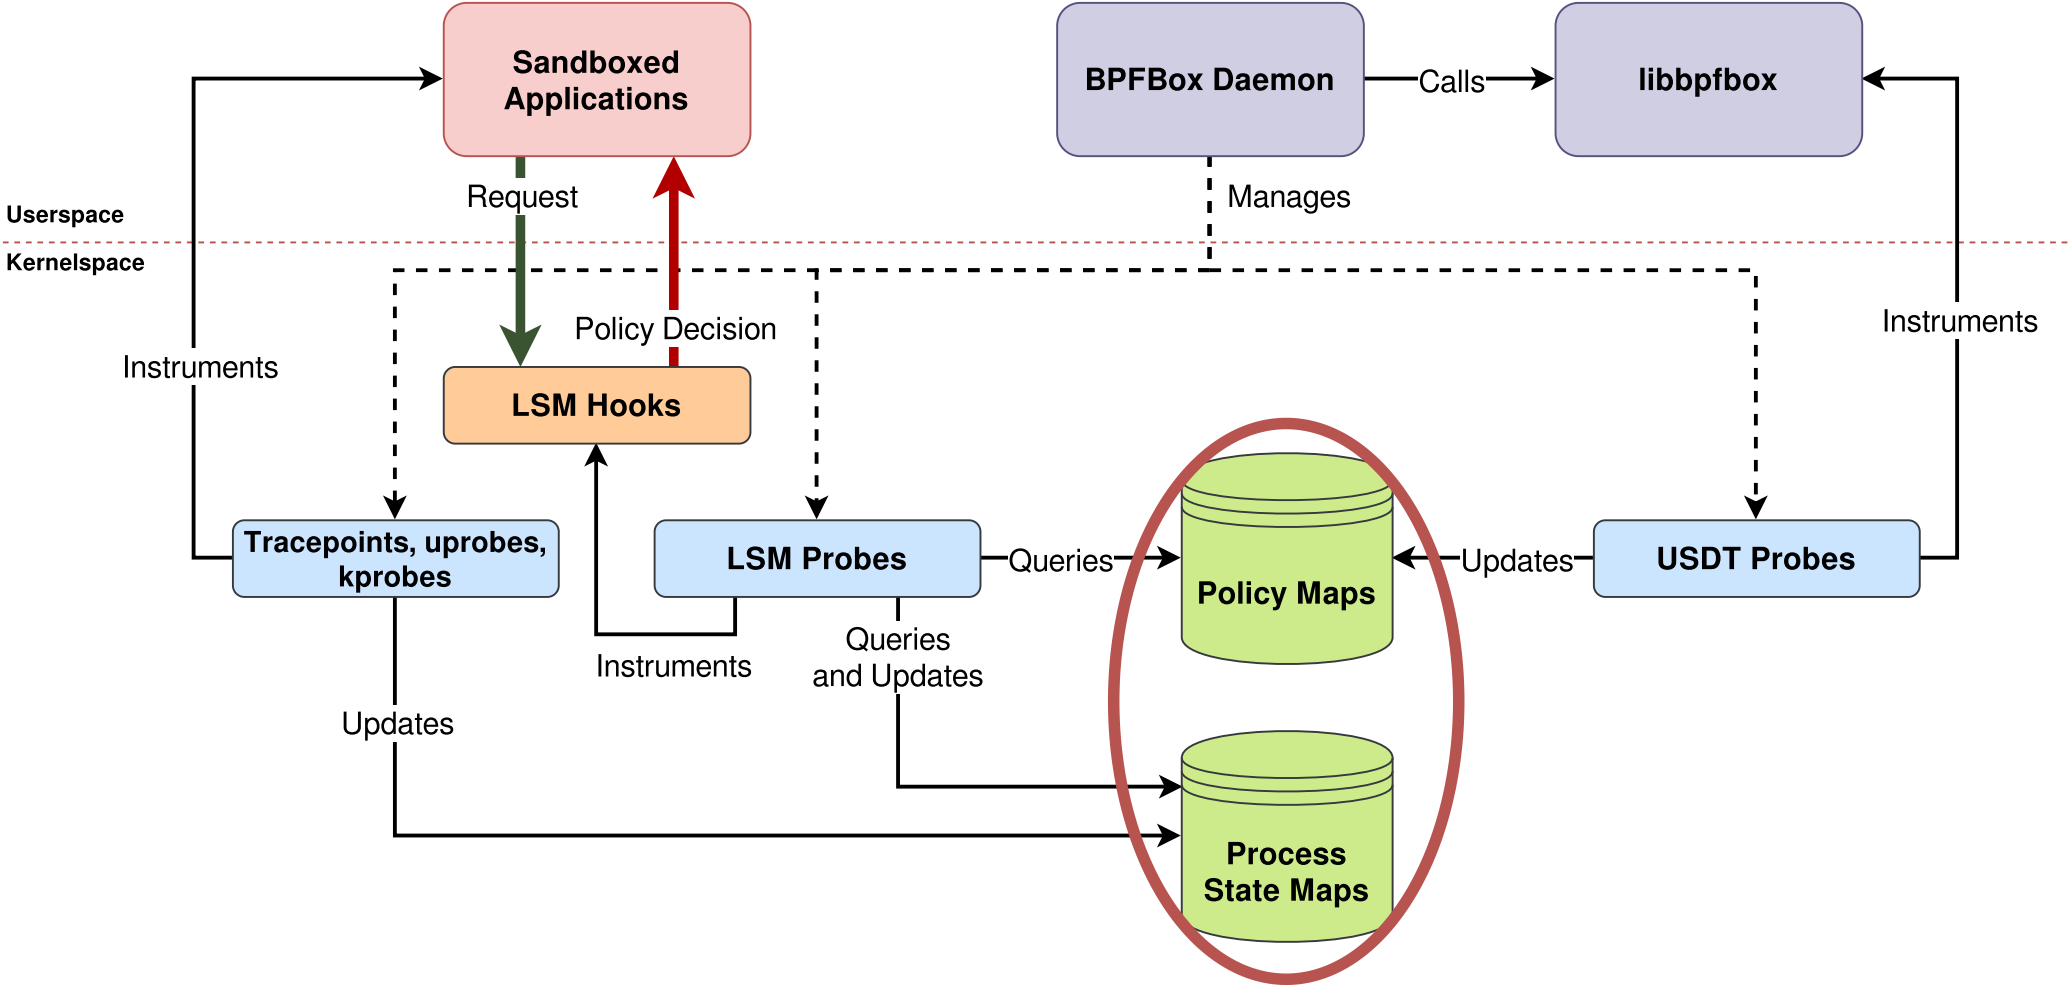 Sandboxed
Applications
BPFBox Daemon
Calls
libbpfbox
Request
Manages
Userspace
Kernelspace
Policy Decision
Instruments
Instruments
LSM Hooks
Tracepoints, uprobes,
kprobes
LSM Probes
Queries
Policy Maps
Updates
USDT Probes
Queries
and Updates
Instruments
Updates
Process
State Maps